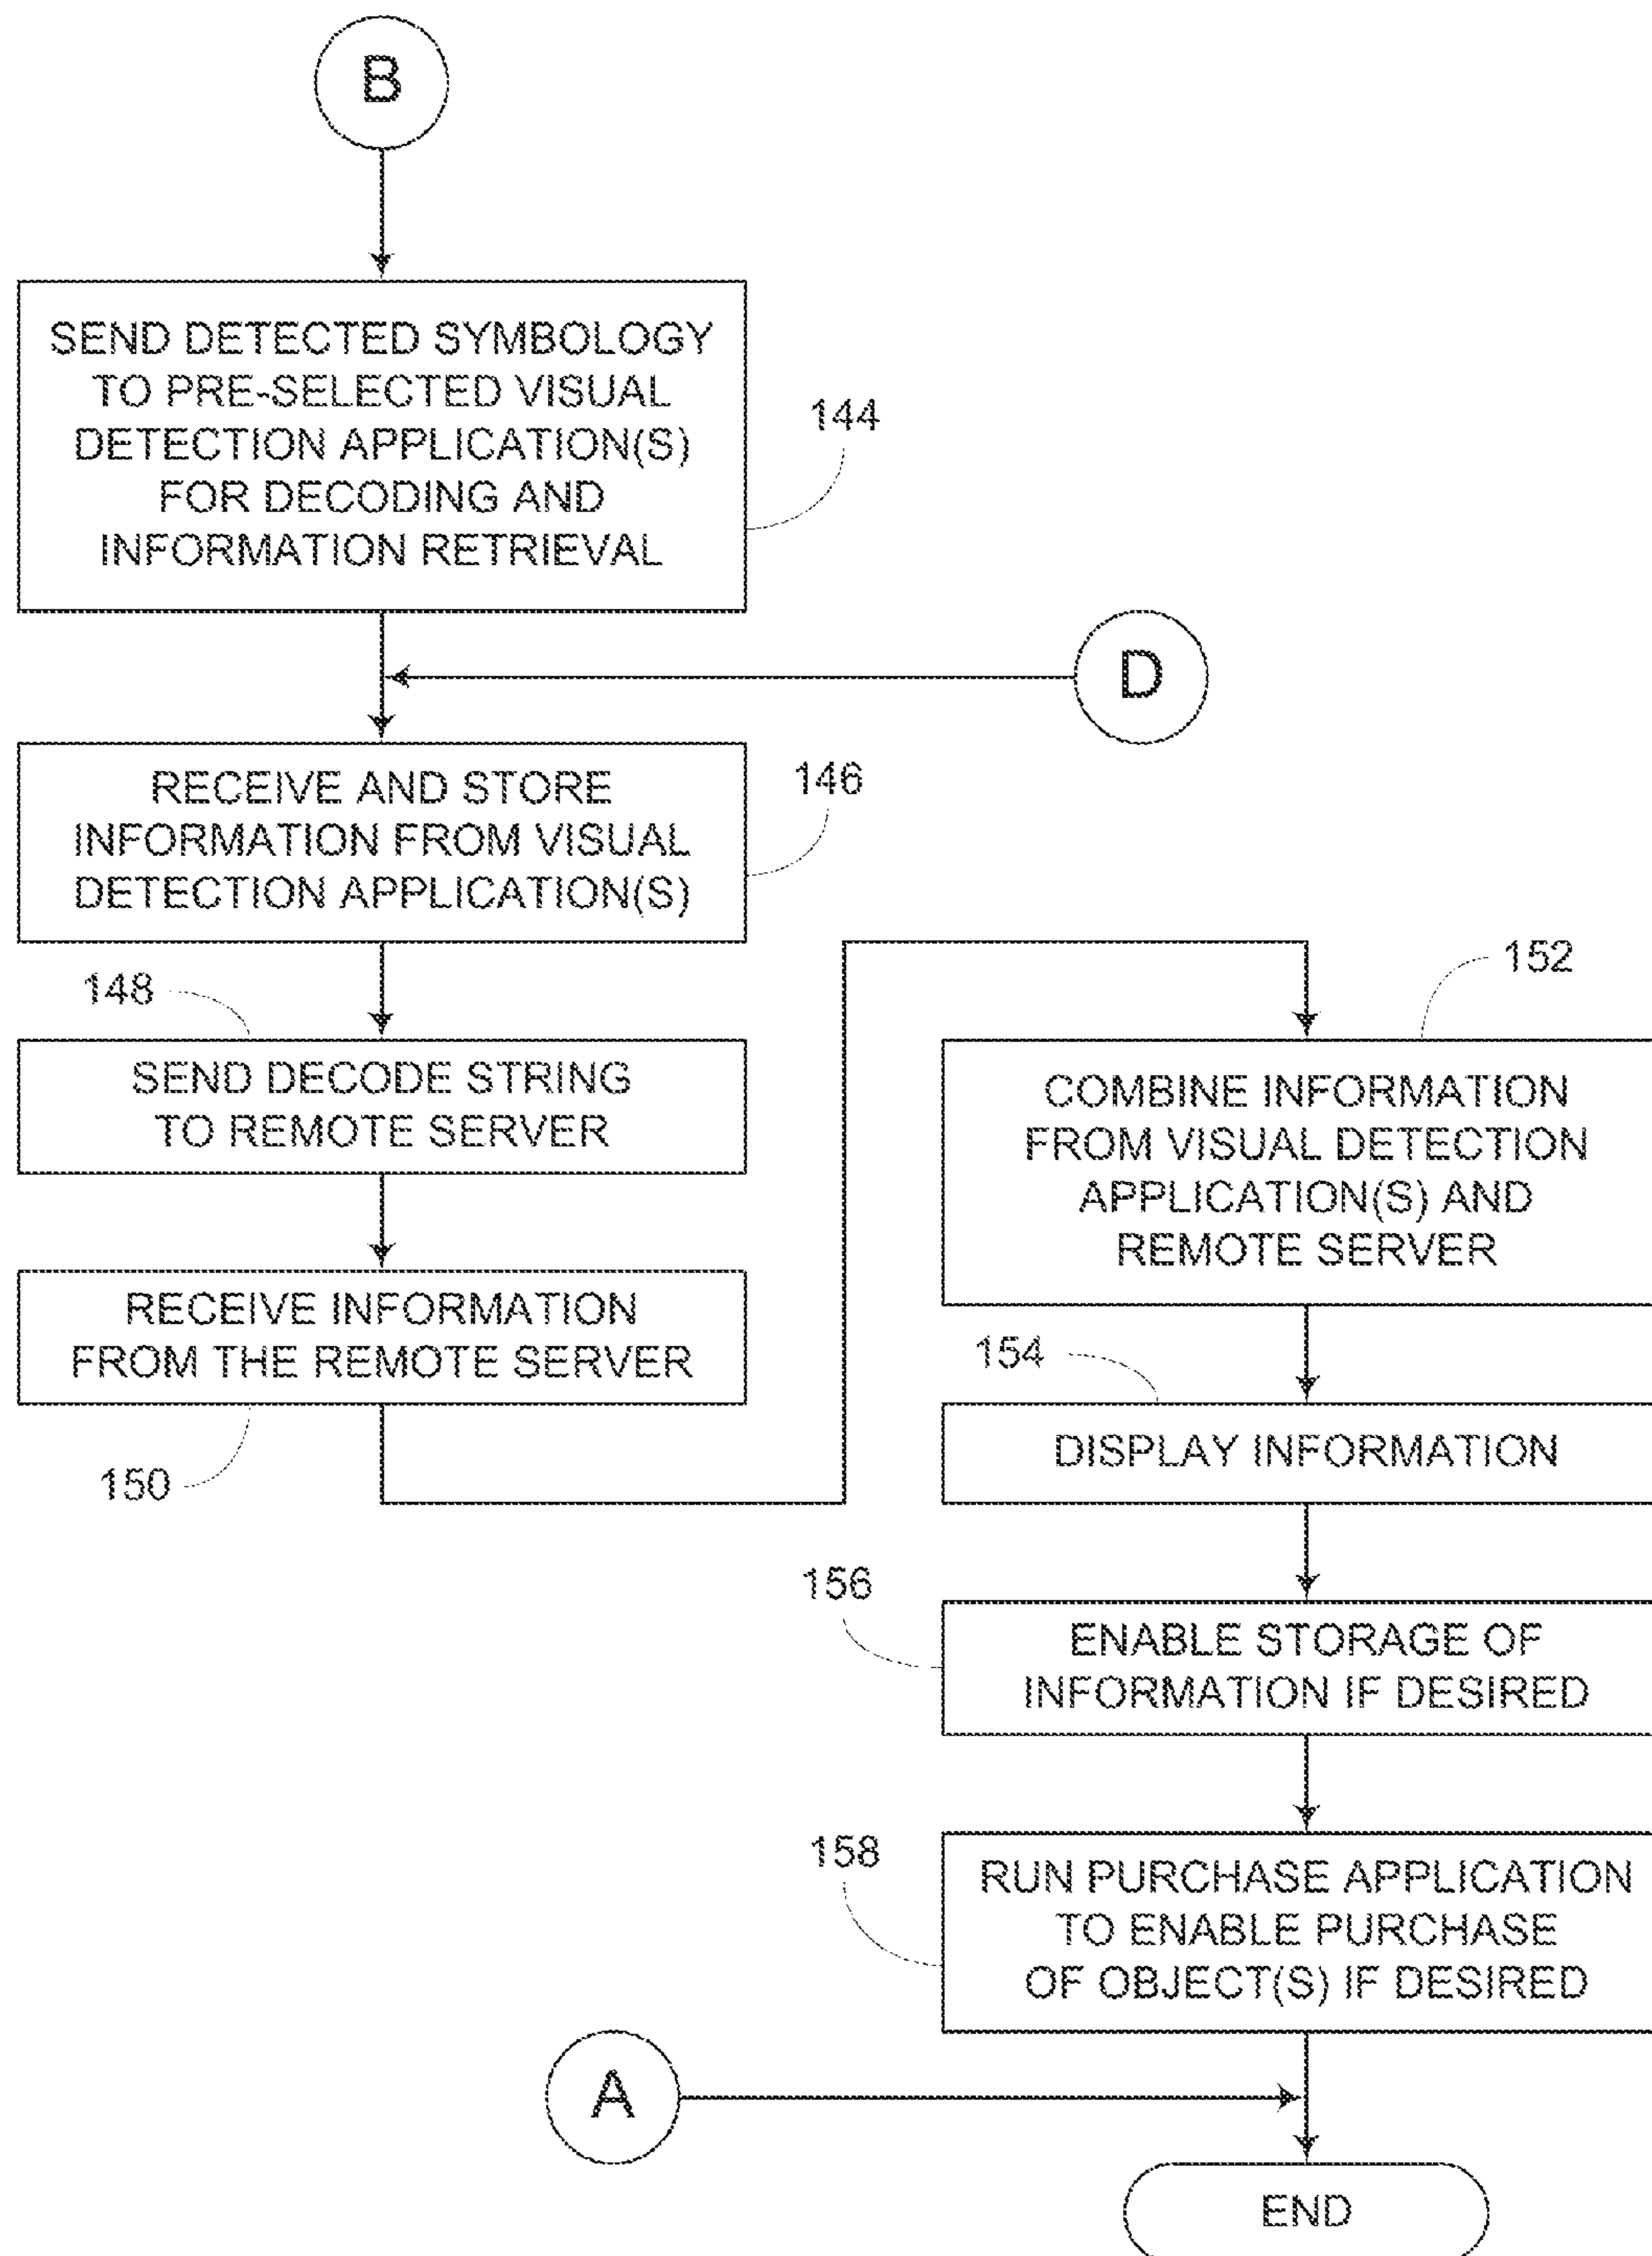 B
SEND DETECTED SYMBOLOGY
TO PRE-SELECTED VISUAL
DETECTION APPLICATION(S)
FOR DECODING AND
INFORMATION RETRIEVAL
144
D
RECEIVE AND STORE
INFORMATION FROM VISUAL
DETECTION APPLICATION(S)
146
148
SEND DECODE STRING
TO REMOTE SERVER
RECEIVE INFORMATION
FROM THE REMOTE SERVER
150
152
COMBINE INFORMATION
FROM VISUAL DETECTION
APPLICATION(S) AND
REMOTE SERVER
154
DISPLAY INFORMATION
156
ENABLE STORAGE OF
INFORMATION IF DESIRED
158
RUN PURCHASE APPLICATION
TO ENABLE PURCHASE
OF OBJECT(S) IF DESIRED
A
END